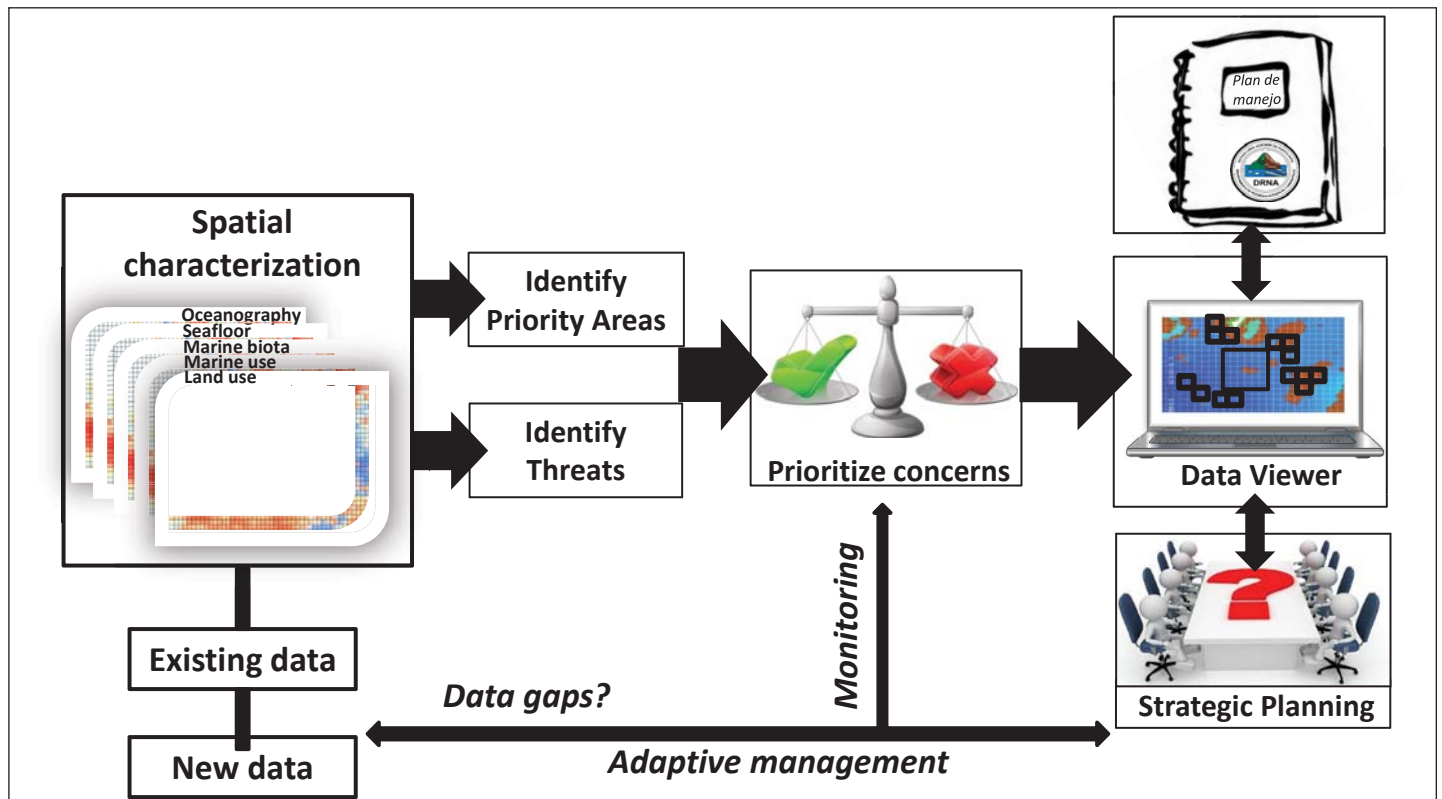 Plan de
manejo
DRNA
Spatial
characterization
Oceanography
Seafloor
Marine biota
Marine use
Land use
Identify
Priority Areas
Identify
Threats
Prioritize concerns
Data Viewer
Monitoring
Existing data
New data
Data gaps?
Adaptive management
Strategic Planning